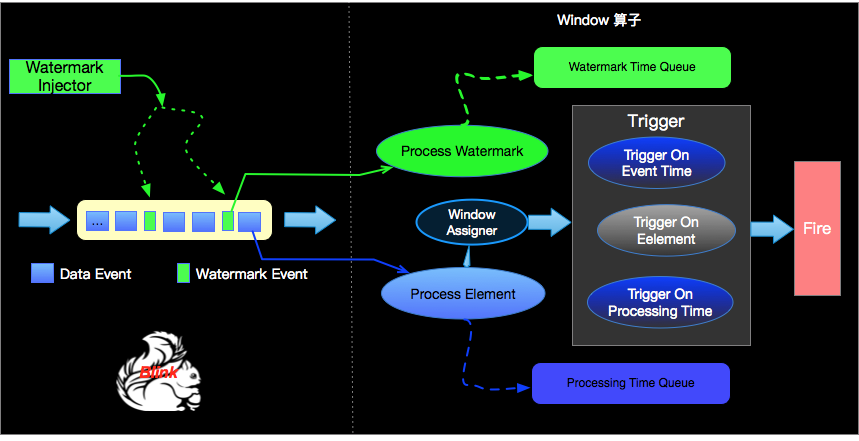 Window 算子
Watermark
Injector
Watermark Time Queue
Trigger
Process Watermark
Trigger On
Event Time
...
Window
Assigner
Trigger On
Eelement
Fire
Data Event
Watermark Event
Process Element
Trigger On
Processing Time
Blink
Processing Time Queue